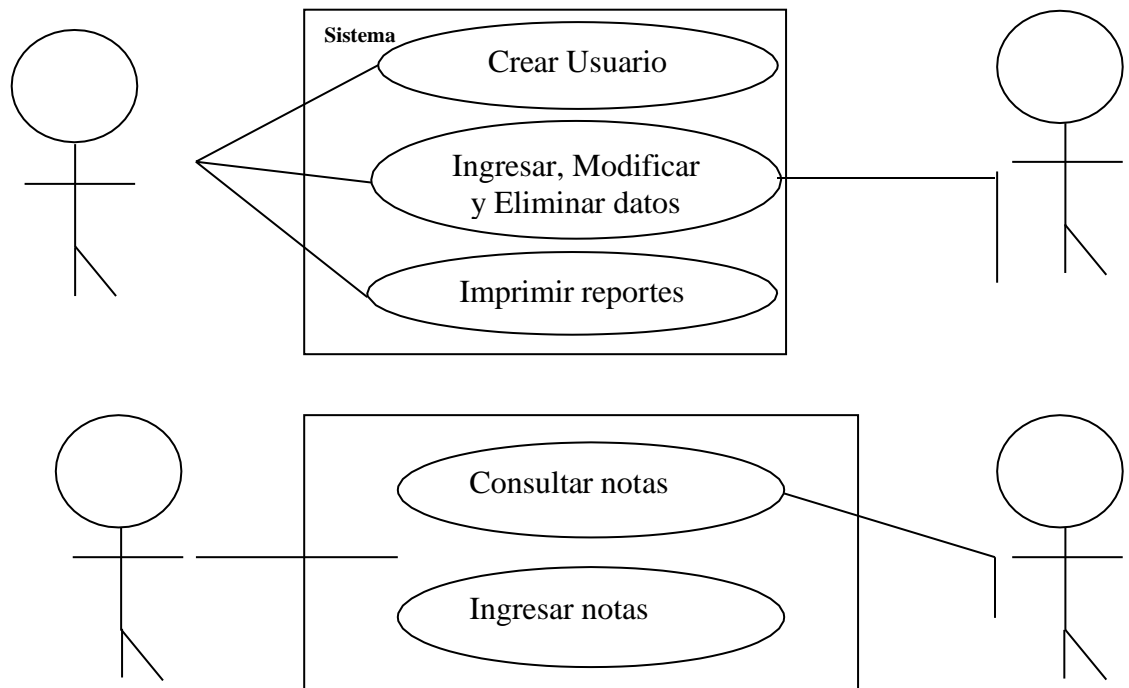 Sistema
Crear Usuario
Ingresar, Modificar
y Eliminar datos
Imprimir reportes
Consultar notas
Ingresar notas